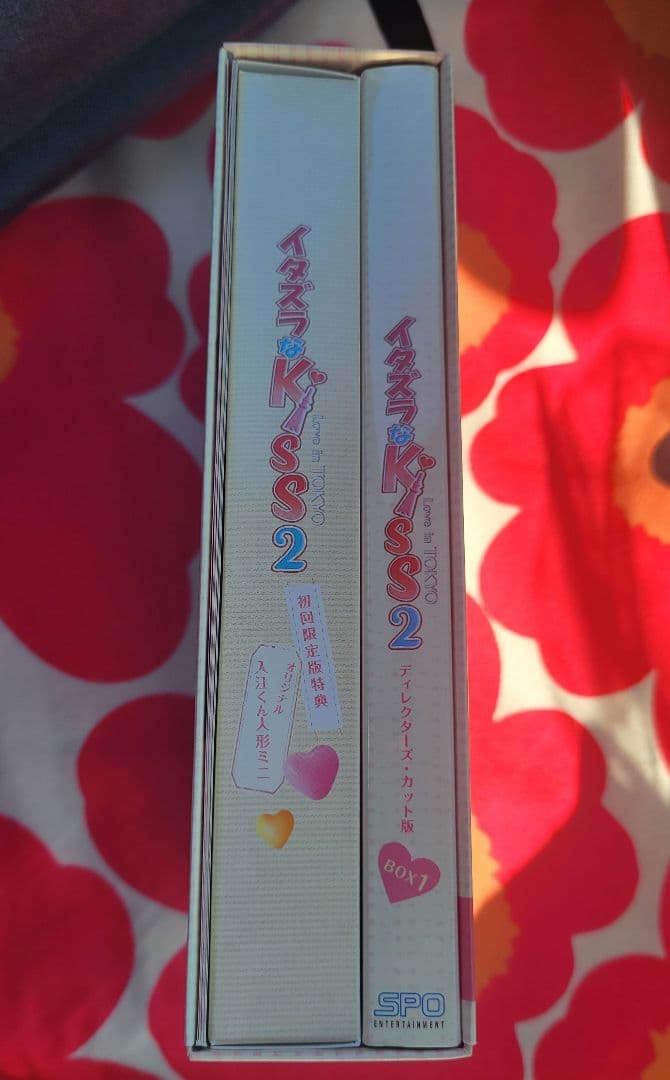 イタズラなKiSS2
Love in TOKYO
初回限定版特典
オリジナル
入江くん人形ミニ
イタズラなKiSS2
Love in TOKYO
ディレクターズ・カット版
BOX1
SPO
ENTERTAINMENT